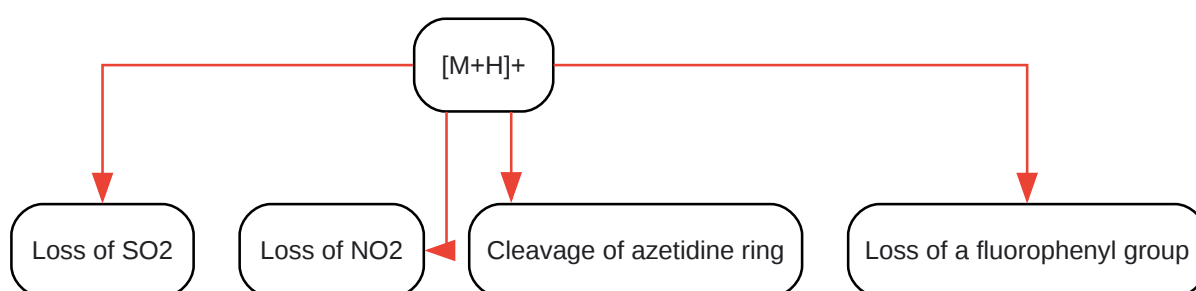 [M+H]+
Loss of SO2
Loss of NO2
Cleavage of azetidine ring
Loss of a fluorophenyl group